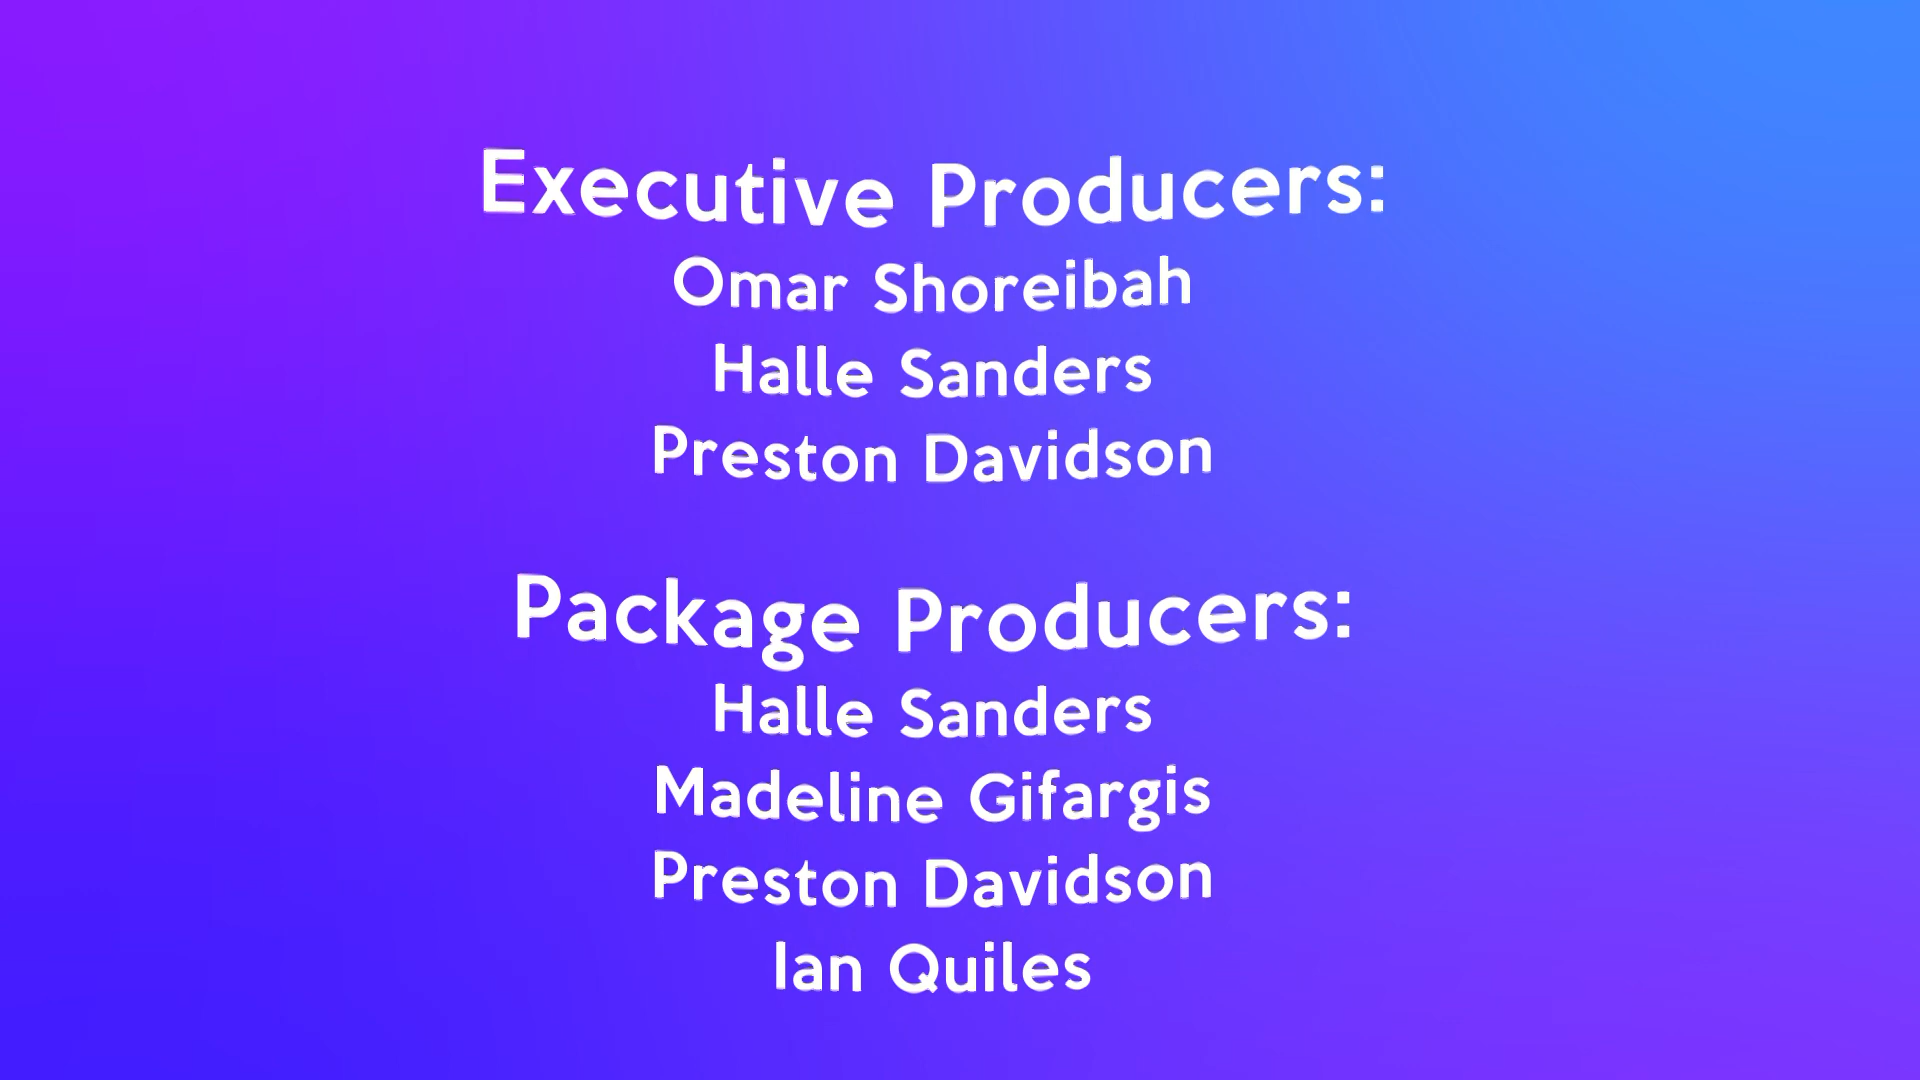 Executive Producers:
Omar Shoreibah
Halle Sanders
Preston Davidson
Package Producers:
Halle Sanders
Madeline Gifargis
Preston Davidson
Ian Quiles